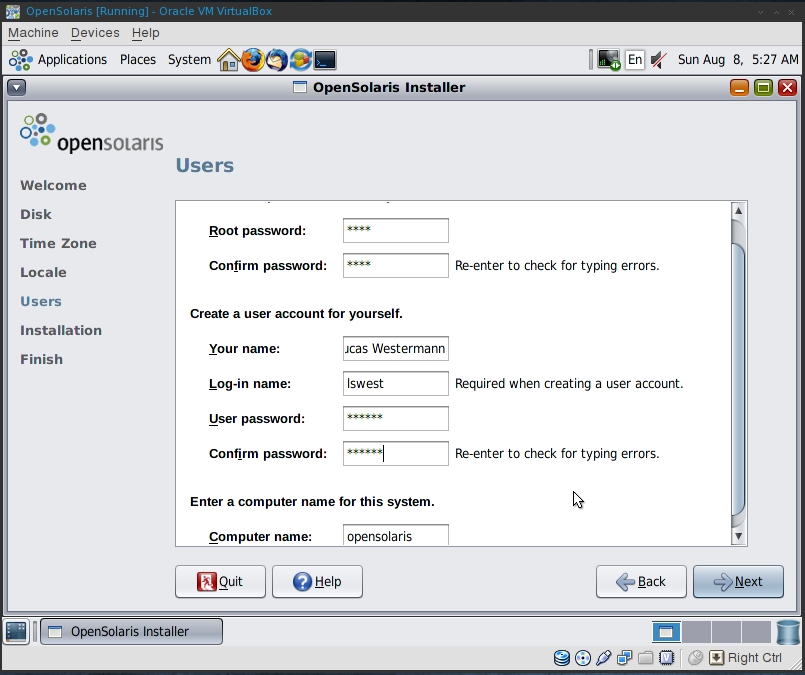 OpenSolaris [Running] - Oracle VM VirtualBox
Machine Devices Help
Applications Places System En Sun Aug 8, 5:27 AM
OpenSolaris Installer
opensolaris
Users
Welcome
Disk
Time Zone
Locale
Users
Installation
Finish
Root password: ****
Confirm password: **** Re-enter to check for typing errors.
Create a user account for yourself.
Your name: ucas Westermann
Log-in name: lswest Required when creating a user account.
User password: ******
Confirm password: ****** Re-enter to check for typing errors.
Enter a computer name for this system.
Computer name: opensolaris
Quit Help Back Next
OpenSolaris Installer
Right Ctrl